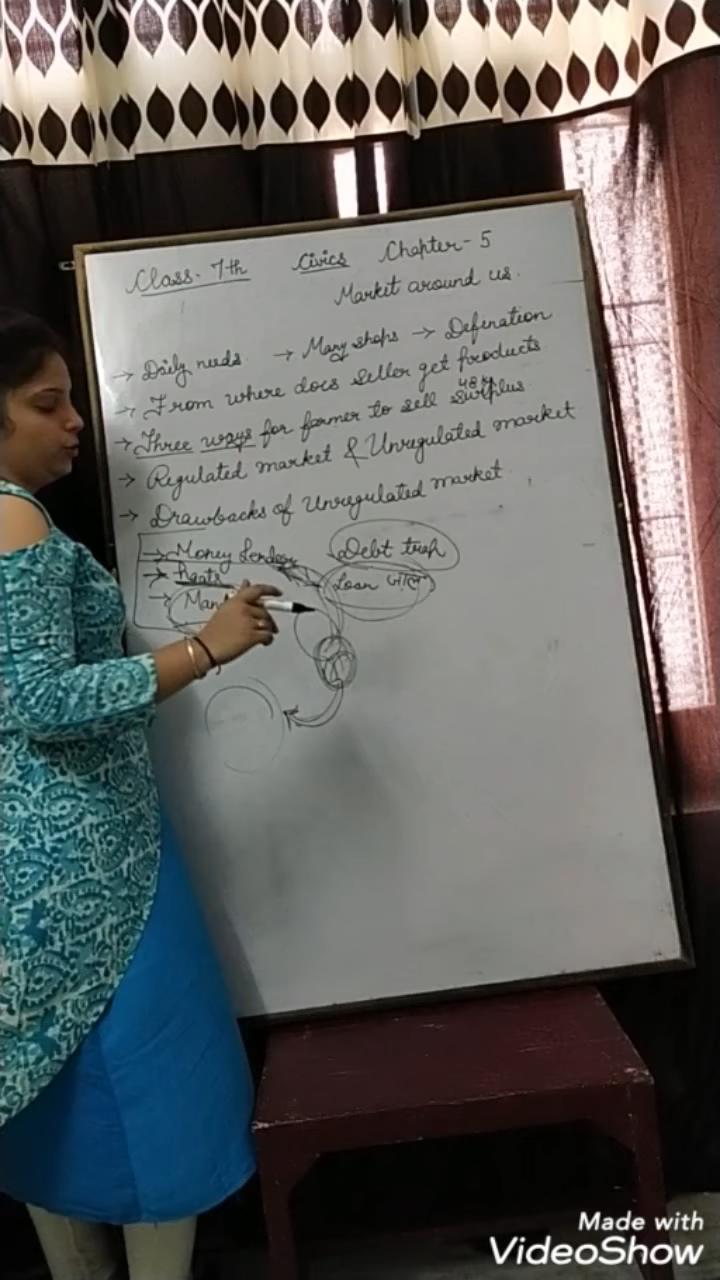 Class-7th Civics Chapter-5
Market around us.
→ Daily needs. → Many shops → Defination
→ From where does seller get products
→ Three ways for farmer to sell surplus
→ Regulated market & Unregulated market
→ Drawbacks of Unregulated market
→ Money Lender Debt trap
→ Haats Loan जाल
→ Man
Made with
VideoShow